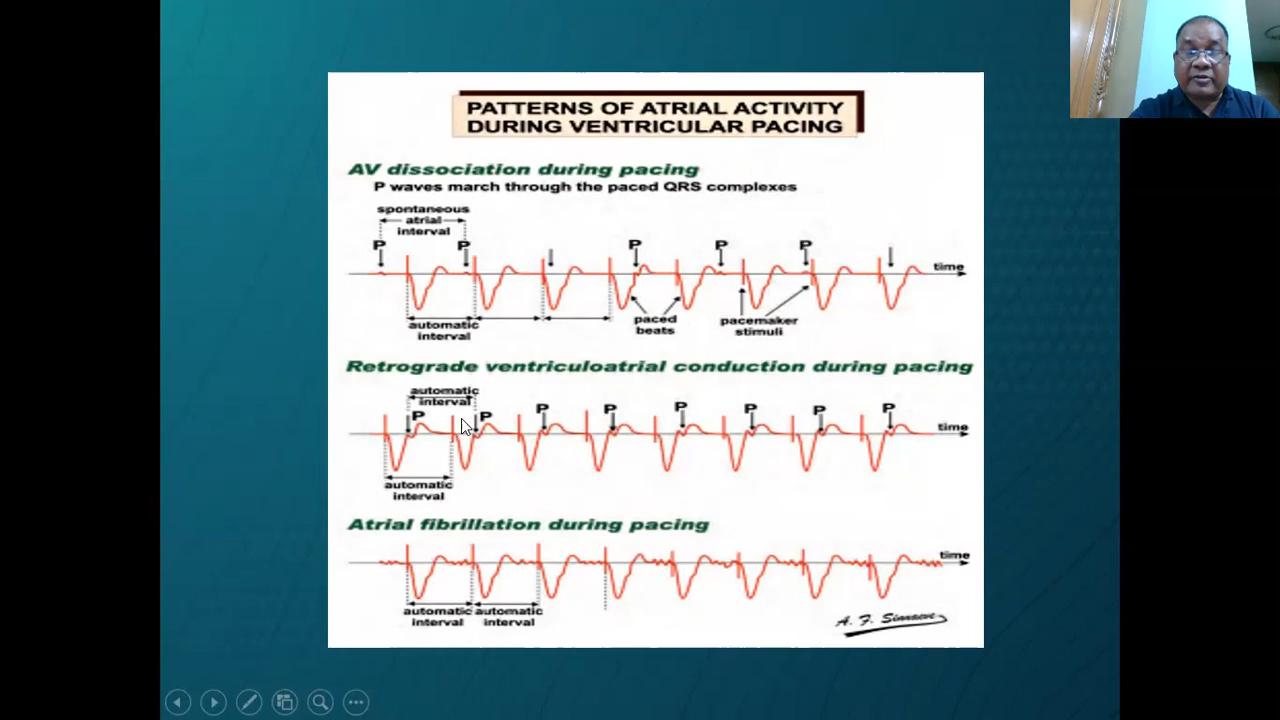 PATTERNS OF ATRIAL ACTIVITY
DURING VENTRICULAR PACING
AV dissociation during pacing
P waves march through the paced QRS complexes
spontaneous
atrial
interval
P P P P P
time
automatic
interval
paced
beats
pacemaker
stimuli
Retrograde ventriculoatrial conduction during pacing
automatic
interval
P P P P P P P P
time
automatic
interval
Atrial fibrillation during pacing
time
automatic automatic
interval interval
A. F. Sinnaeve